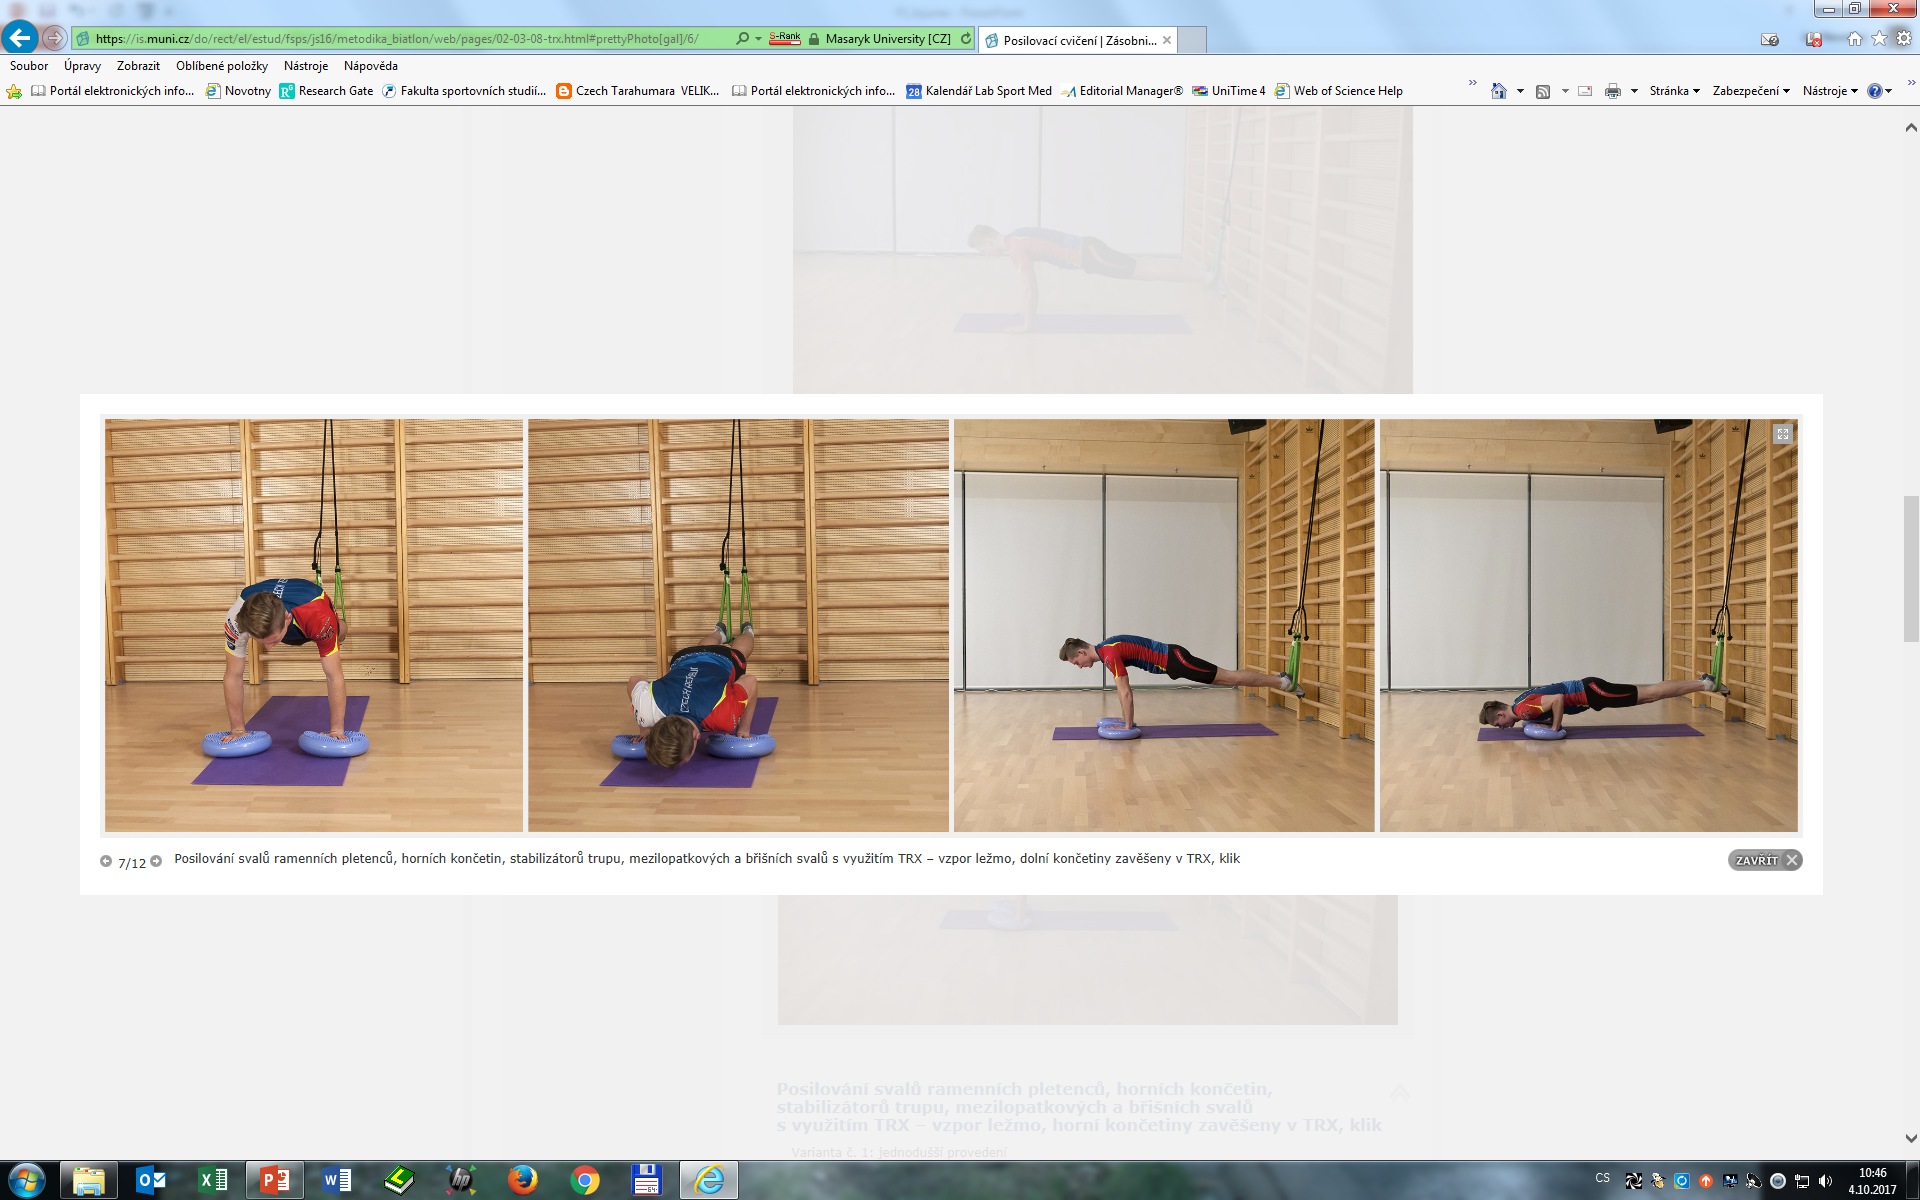 https://is.muni.cz/do/rect/el/estud/fsps/js16/metodika_biatlon/web/pages/02-03-08-trx.html#prettyPhoto[gal]/6/
S-Rank
Masaryk University [CZ]
Posilovací cvičení | Zásobni...
Soubor Úpravy Zobrazit Oblíbené položky Nástroje Nápověda
Portál elektronických info... Novotny Research Gate Fakulta sportovních studií... Czech Tarahumara VELIK... Portál elektronických info... 28 Kalendář Lab Sport Med Editorial Manager® UniTime 4 Web of Science Help
Stránka Zabezpečení Nástroje
7/12 Posilování svalů ramenních pletenců, horních končetin, stabilizátorů trupu, mezilopatkových a břišních svalů s využitím TRX – vzpor ležmo, dolní končetiny zavěšeny v TRX, klik
ZAVŘÍT
Posilování svalů ramenních pletenců, horních končetin,
stabilizátorů trupu, mezilopatkových a břišních svalů
s využitím TRX – vzpor ležmo, horní končetiny zavěšeny v TRX, klik
Varianta č. 1: jednodušší provedení
CS
10:46
4.10.2017